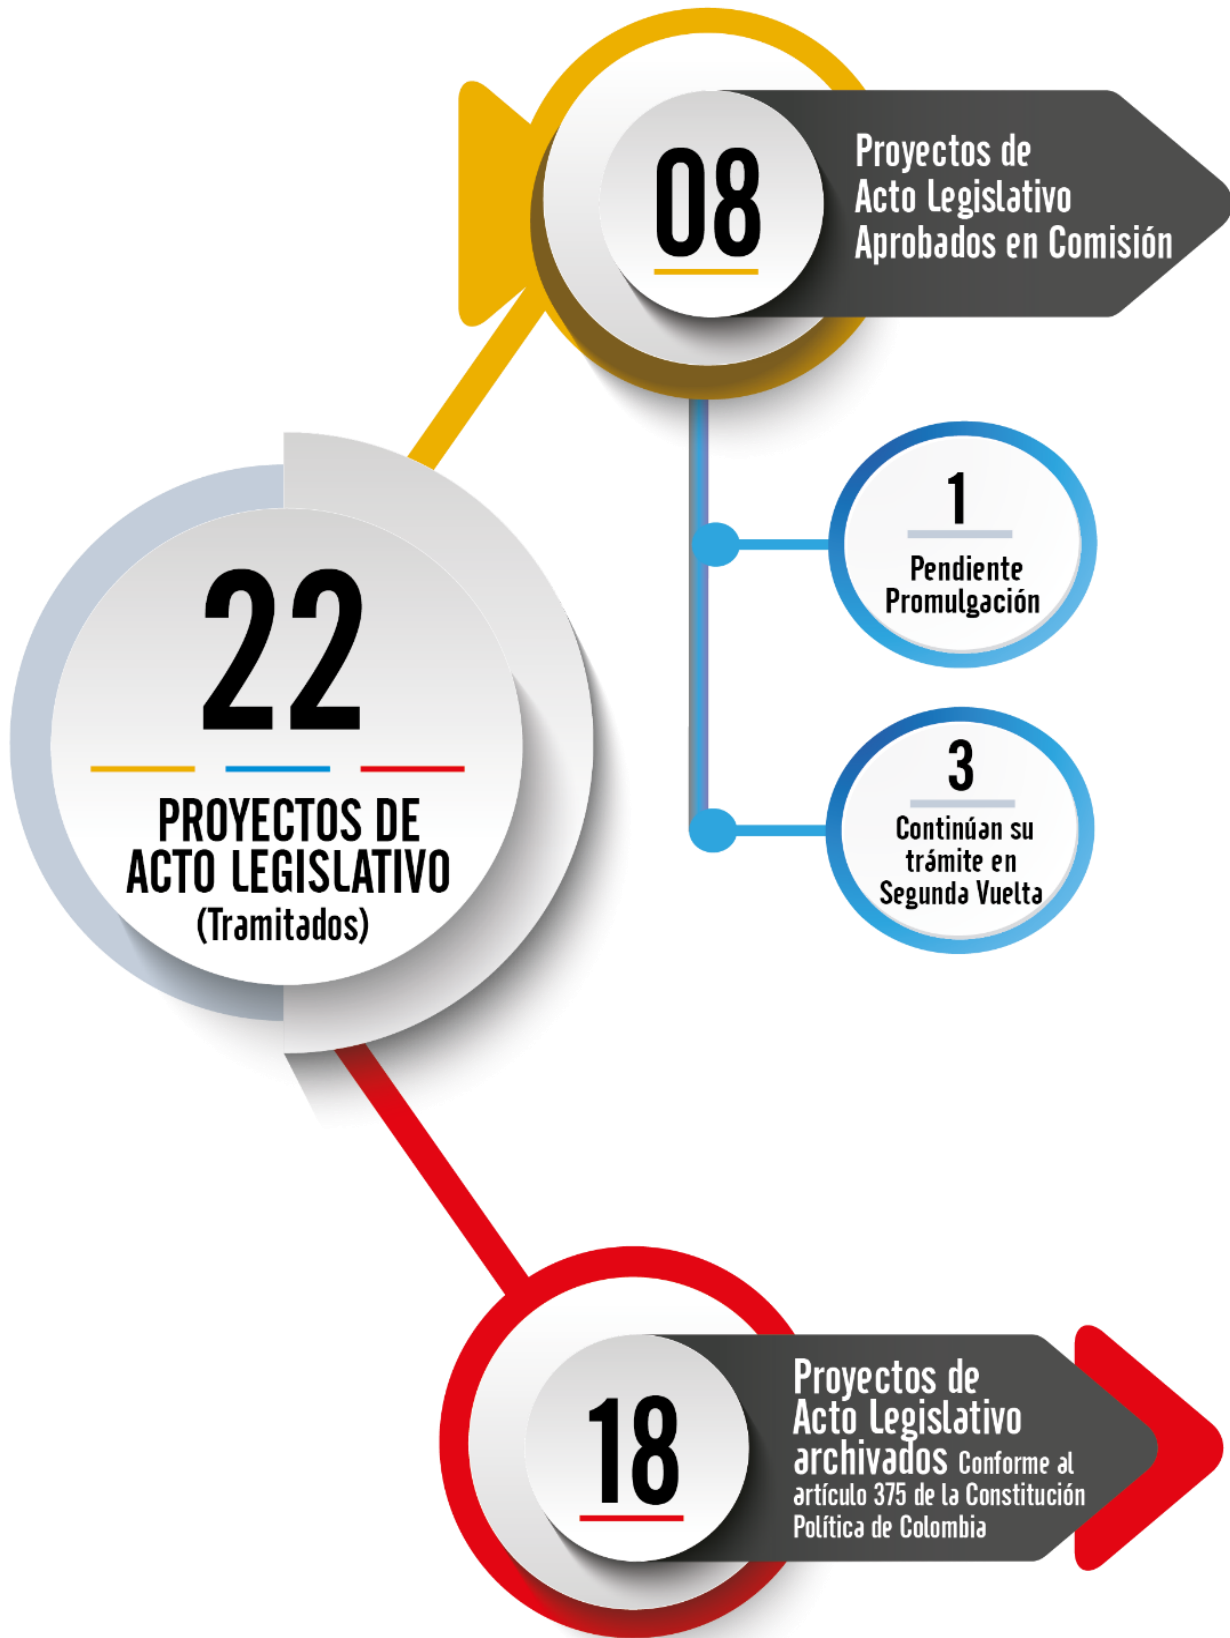 08
Proyectos de
Acto Legislativo
Aprobados en Comisión
1
Pendiente
Promulgación
22
PROYECTOS DE
ACTO LEGISLATIVO
(Tramitados)
3
Continúan su
trámite en
Segunda Vuelta
18
Proyectos de
Acto Legislativo
archivados Conforme al
artículo 375 de la Constitución
Política de Colombia